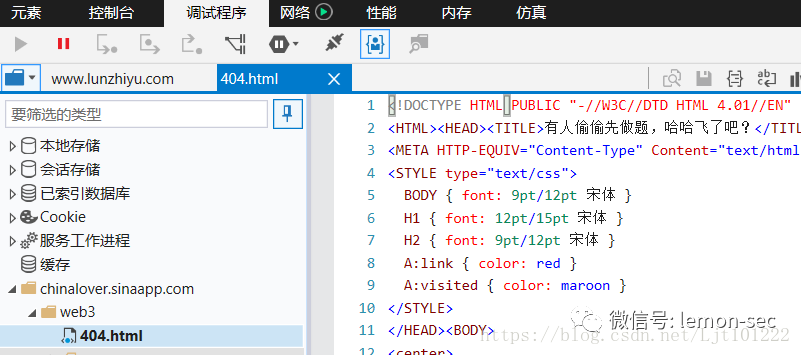 元素 控制台 调试程序 网络 性能 内存 仿真
www.lunzhiyu.com 404.html
要筛选的类型
本地存储
会话存储
已索引数据库
Cookie
服务工作进程
缓存
chinalover.sinaapp.com
web3
404.html
1 <!DOCTYPE HTML PUBLIC "-//W3C//DTD HTML 4.01//EN"
2 <HTML><HEAD><TITLE>有人偷偷先做题,哈哈飞了吧?</TITL
3 <META HTTP-EQUIV="Content-Type" Content="text/html
4 <STYLE type="text/css">
5 BODY { font: 9pt/12pt 宋体 }
6 H1 { font: 12pt/15pt 宋体 }
7 H2 { font: 9pt/12pt 宋体 }
8 A:link { color: red }
9 A:visited { color: maroon }
10 </STYLE>
11 </HEAD><BODY>
12 <center>
微信号: lemon-sec
https://blog.csdn.net/Ljt101222